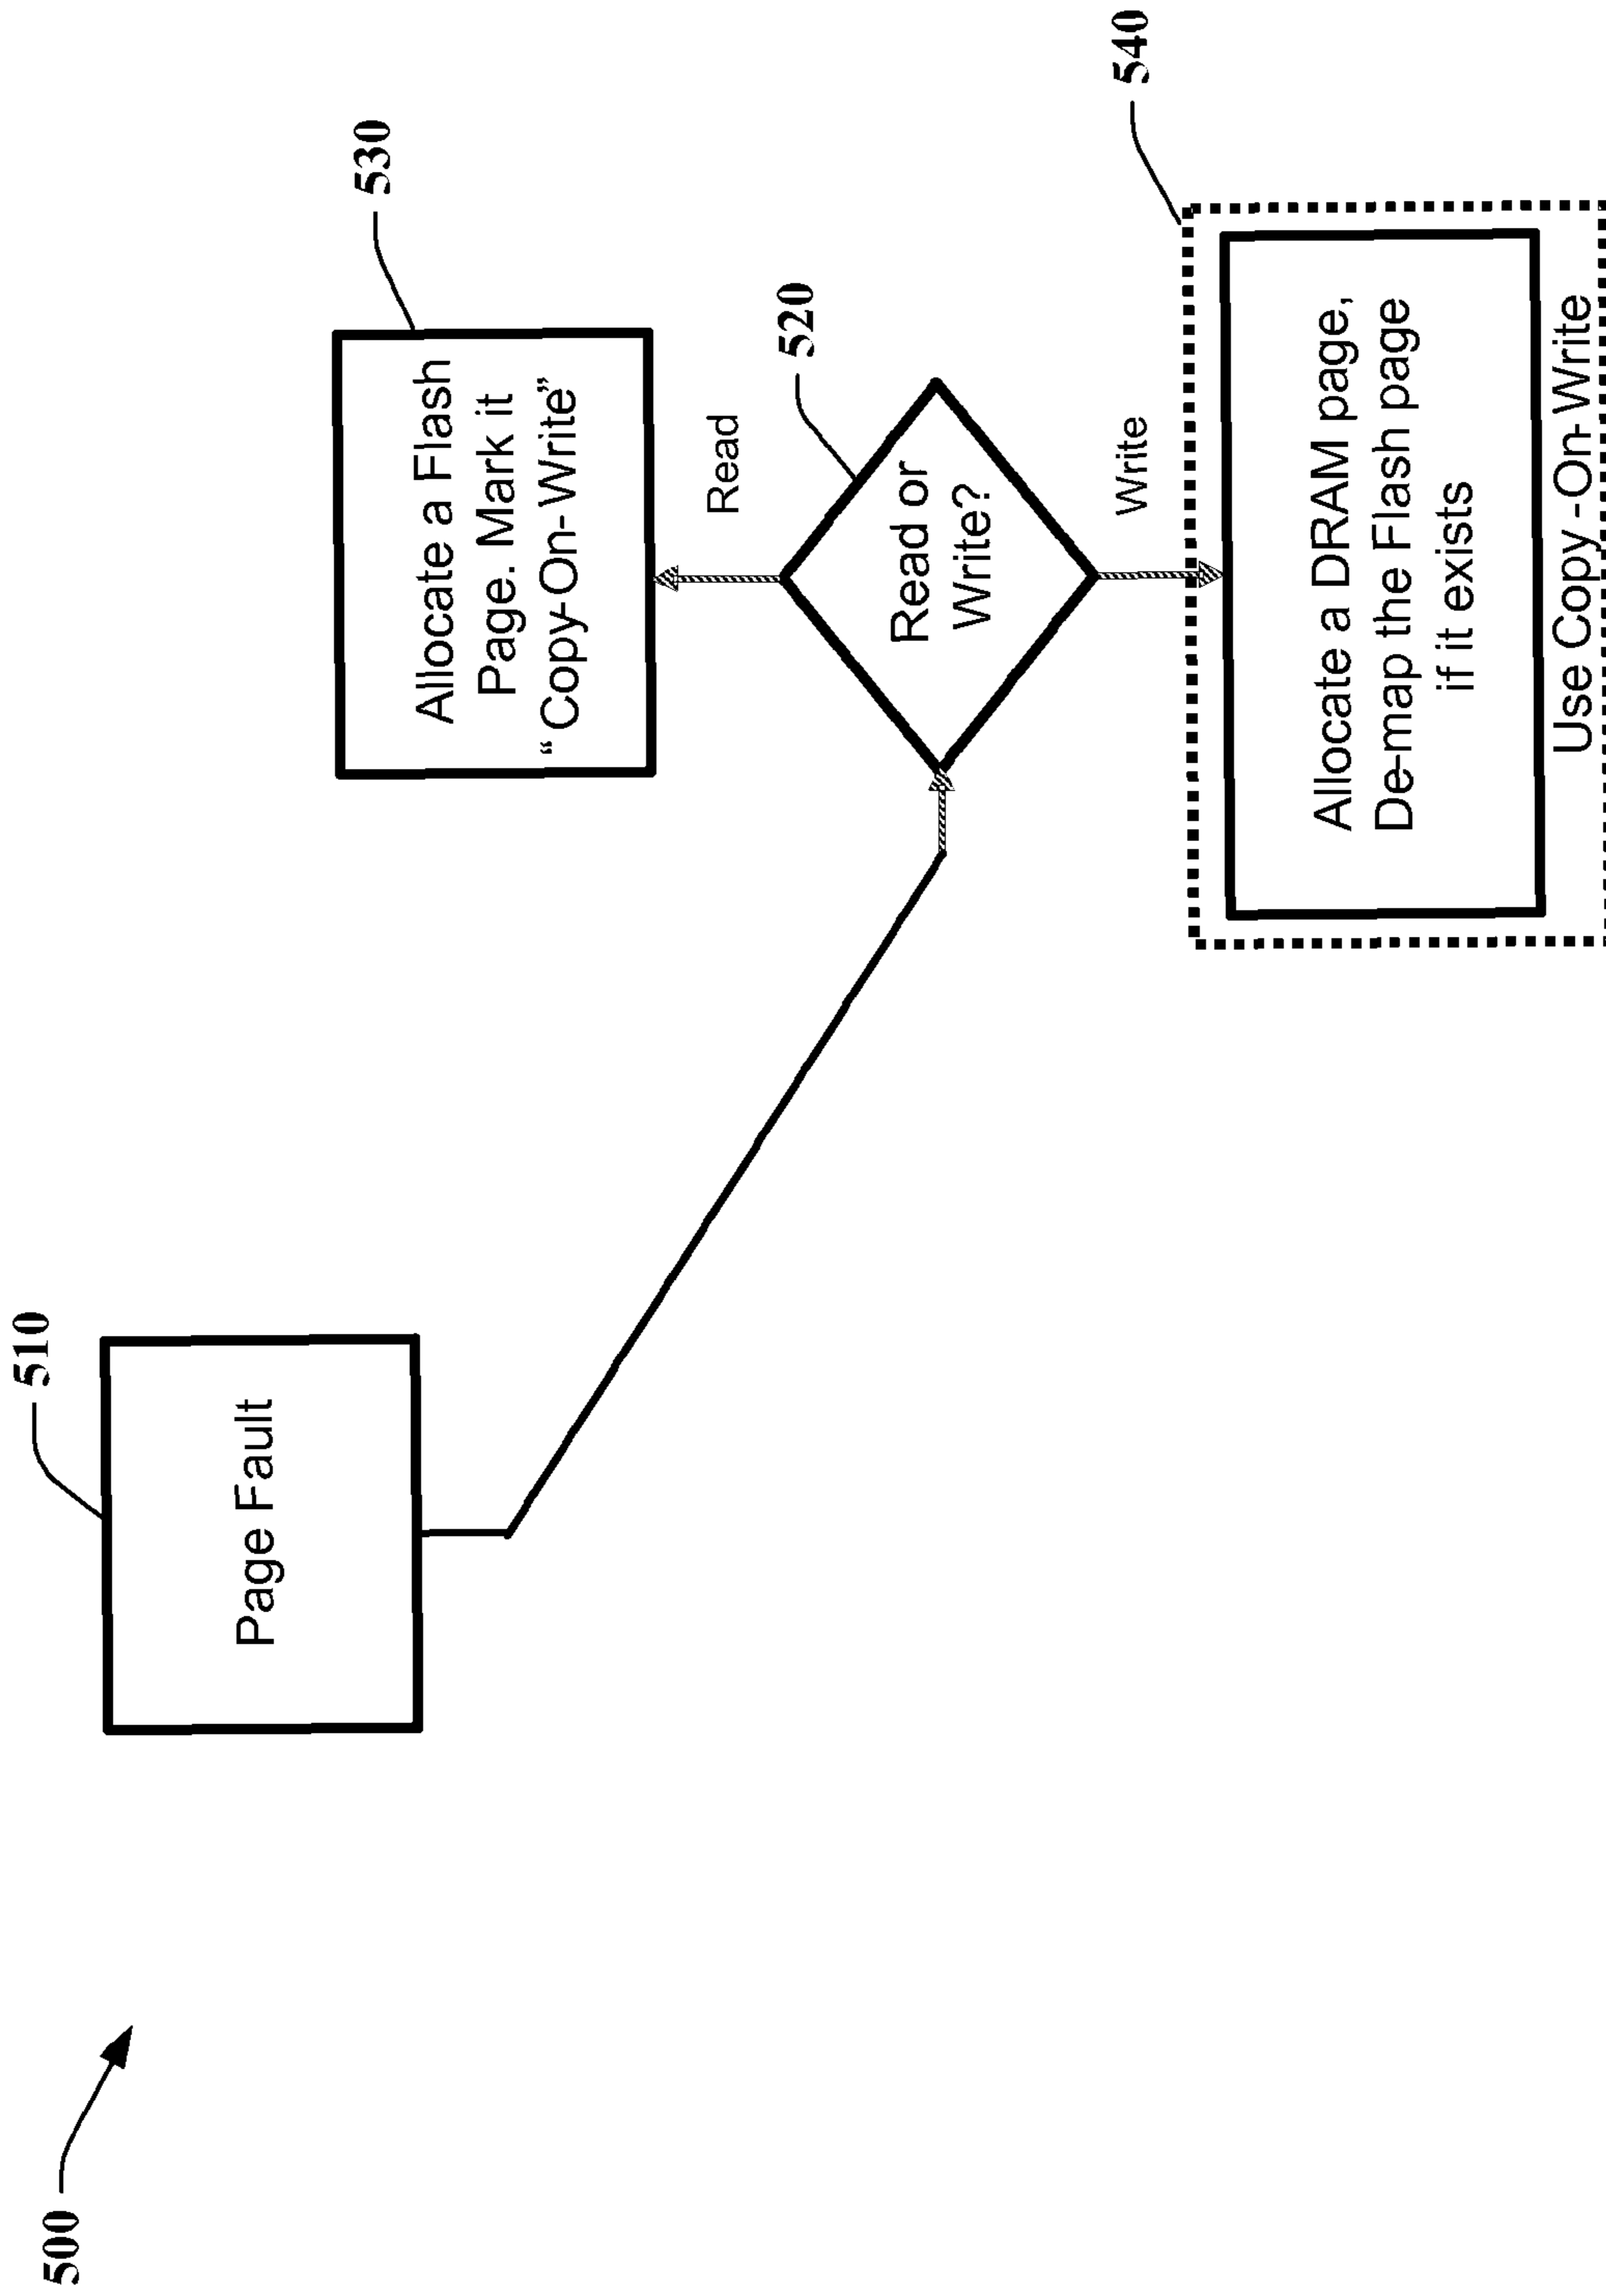 500
510
Page Fault
530
Allocate a Flash
Page. Mark it
“Copy-On-Write”
Read
520
Read or
Write?
Write
540
Allocate a DRAM page,
De-map the Flash page
if it exists
Use Copy-On-Write